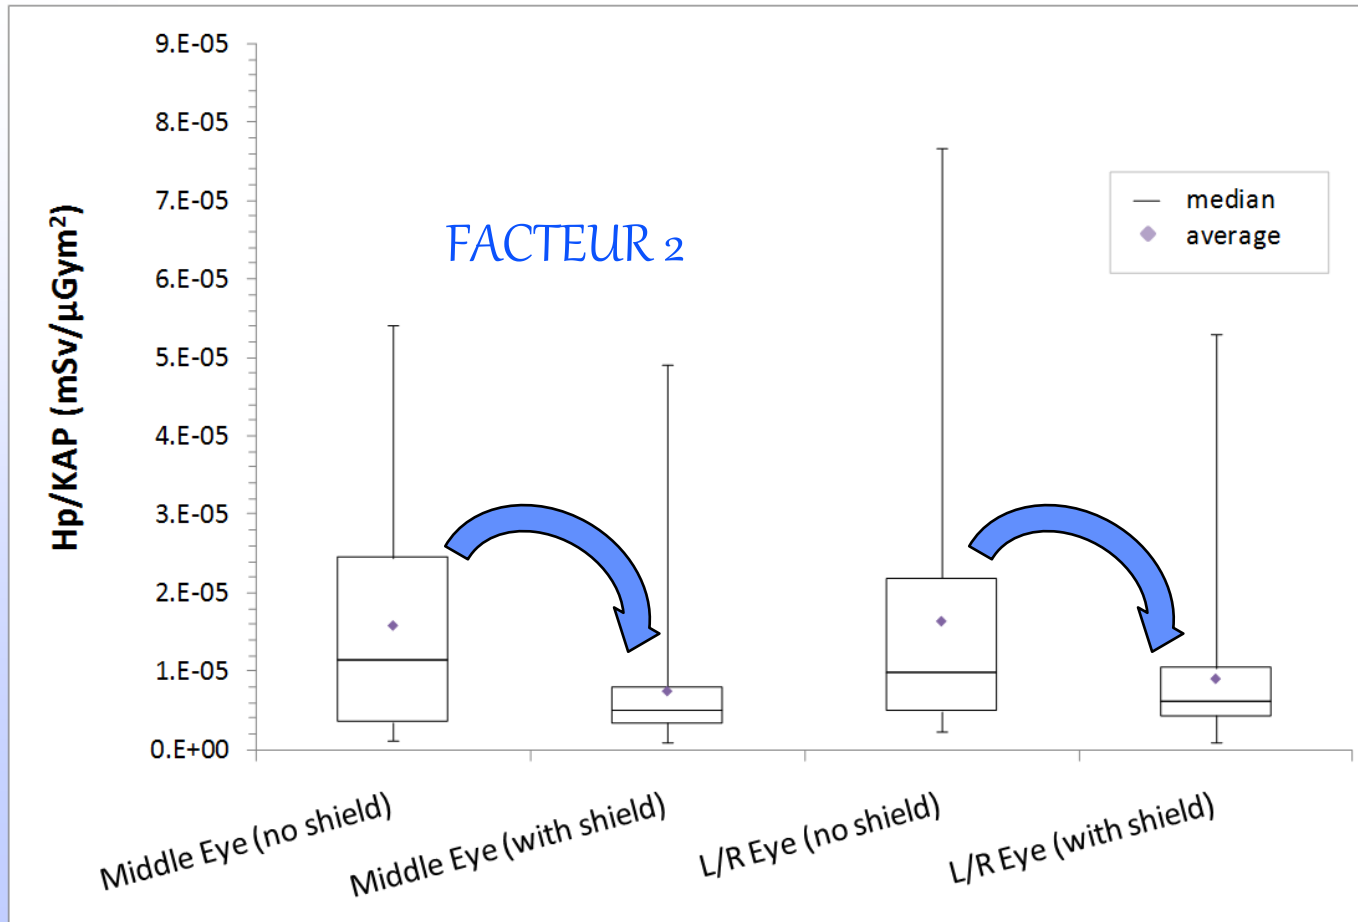 9.E-05
8.E-05
7.E-05
6.E-05
5.E-05
4.E-05
3.E-05
2.E-05
1.E-05
0.E+00
Hp/KAP (mSv/µGym²)
FACTEUR 2
median
average
Middle Eye (no shield)
Middle Eye (with shield)
L/R Eye (no shield)
L/R Eye (with shield)